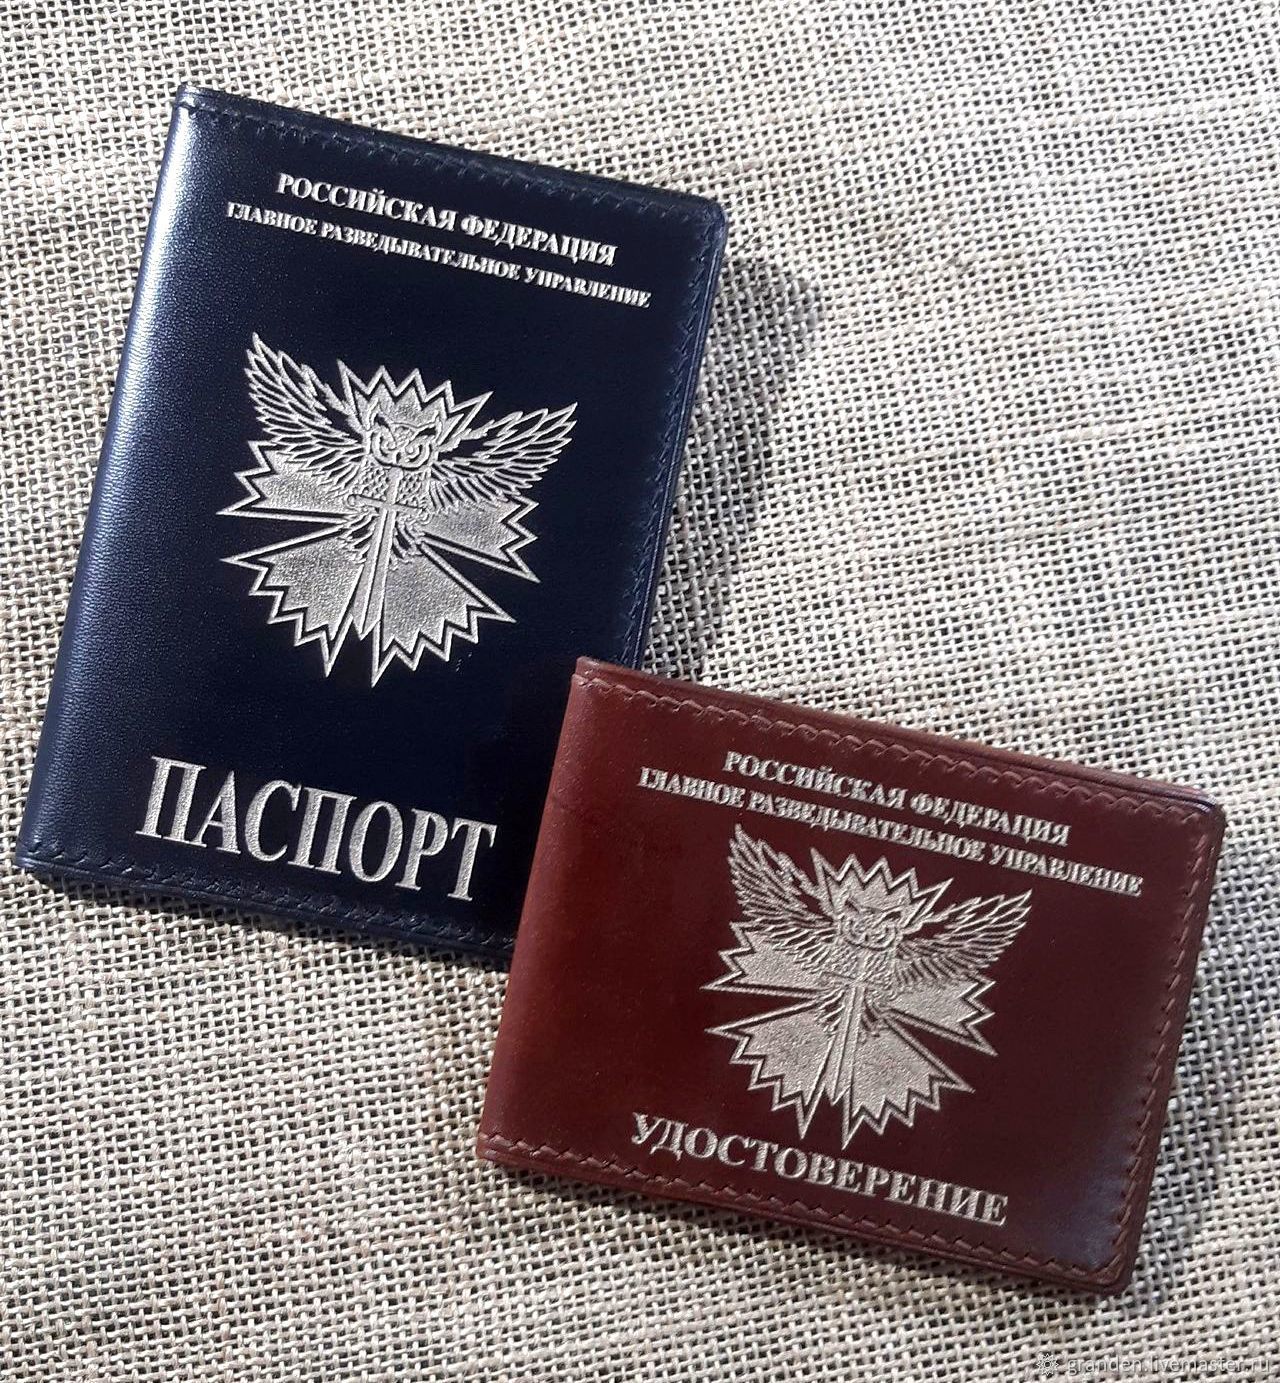 РОССИЙСКАЯ ФЕДЕРАЦИЯ
ГЛАВНОЕ РАЗВЕДЫВАТЕЛЬНОЕ УПРАВЛЕНИЕ
ПАСПОРТ
РОССИЙСКАЯ ФЕДЕРАЦИЯ
ГЛАВНОЕ РАЗВЕДЫВАТЕЛЬНОЕ УПРАВЛЕНИЕ
УДОСТОВЕРЕНИЕ
granden.livemaster.ru